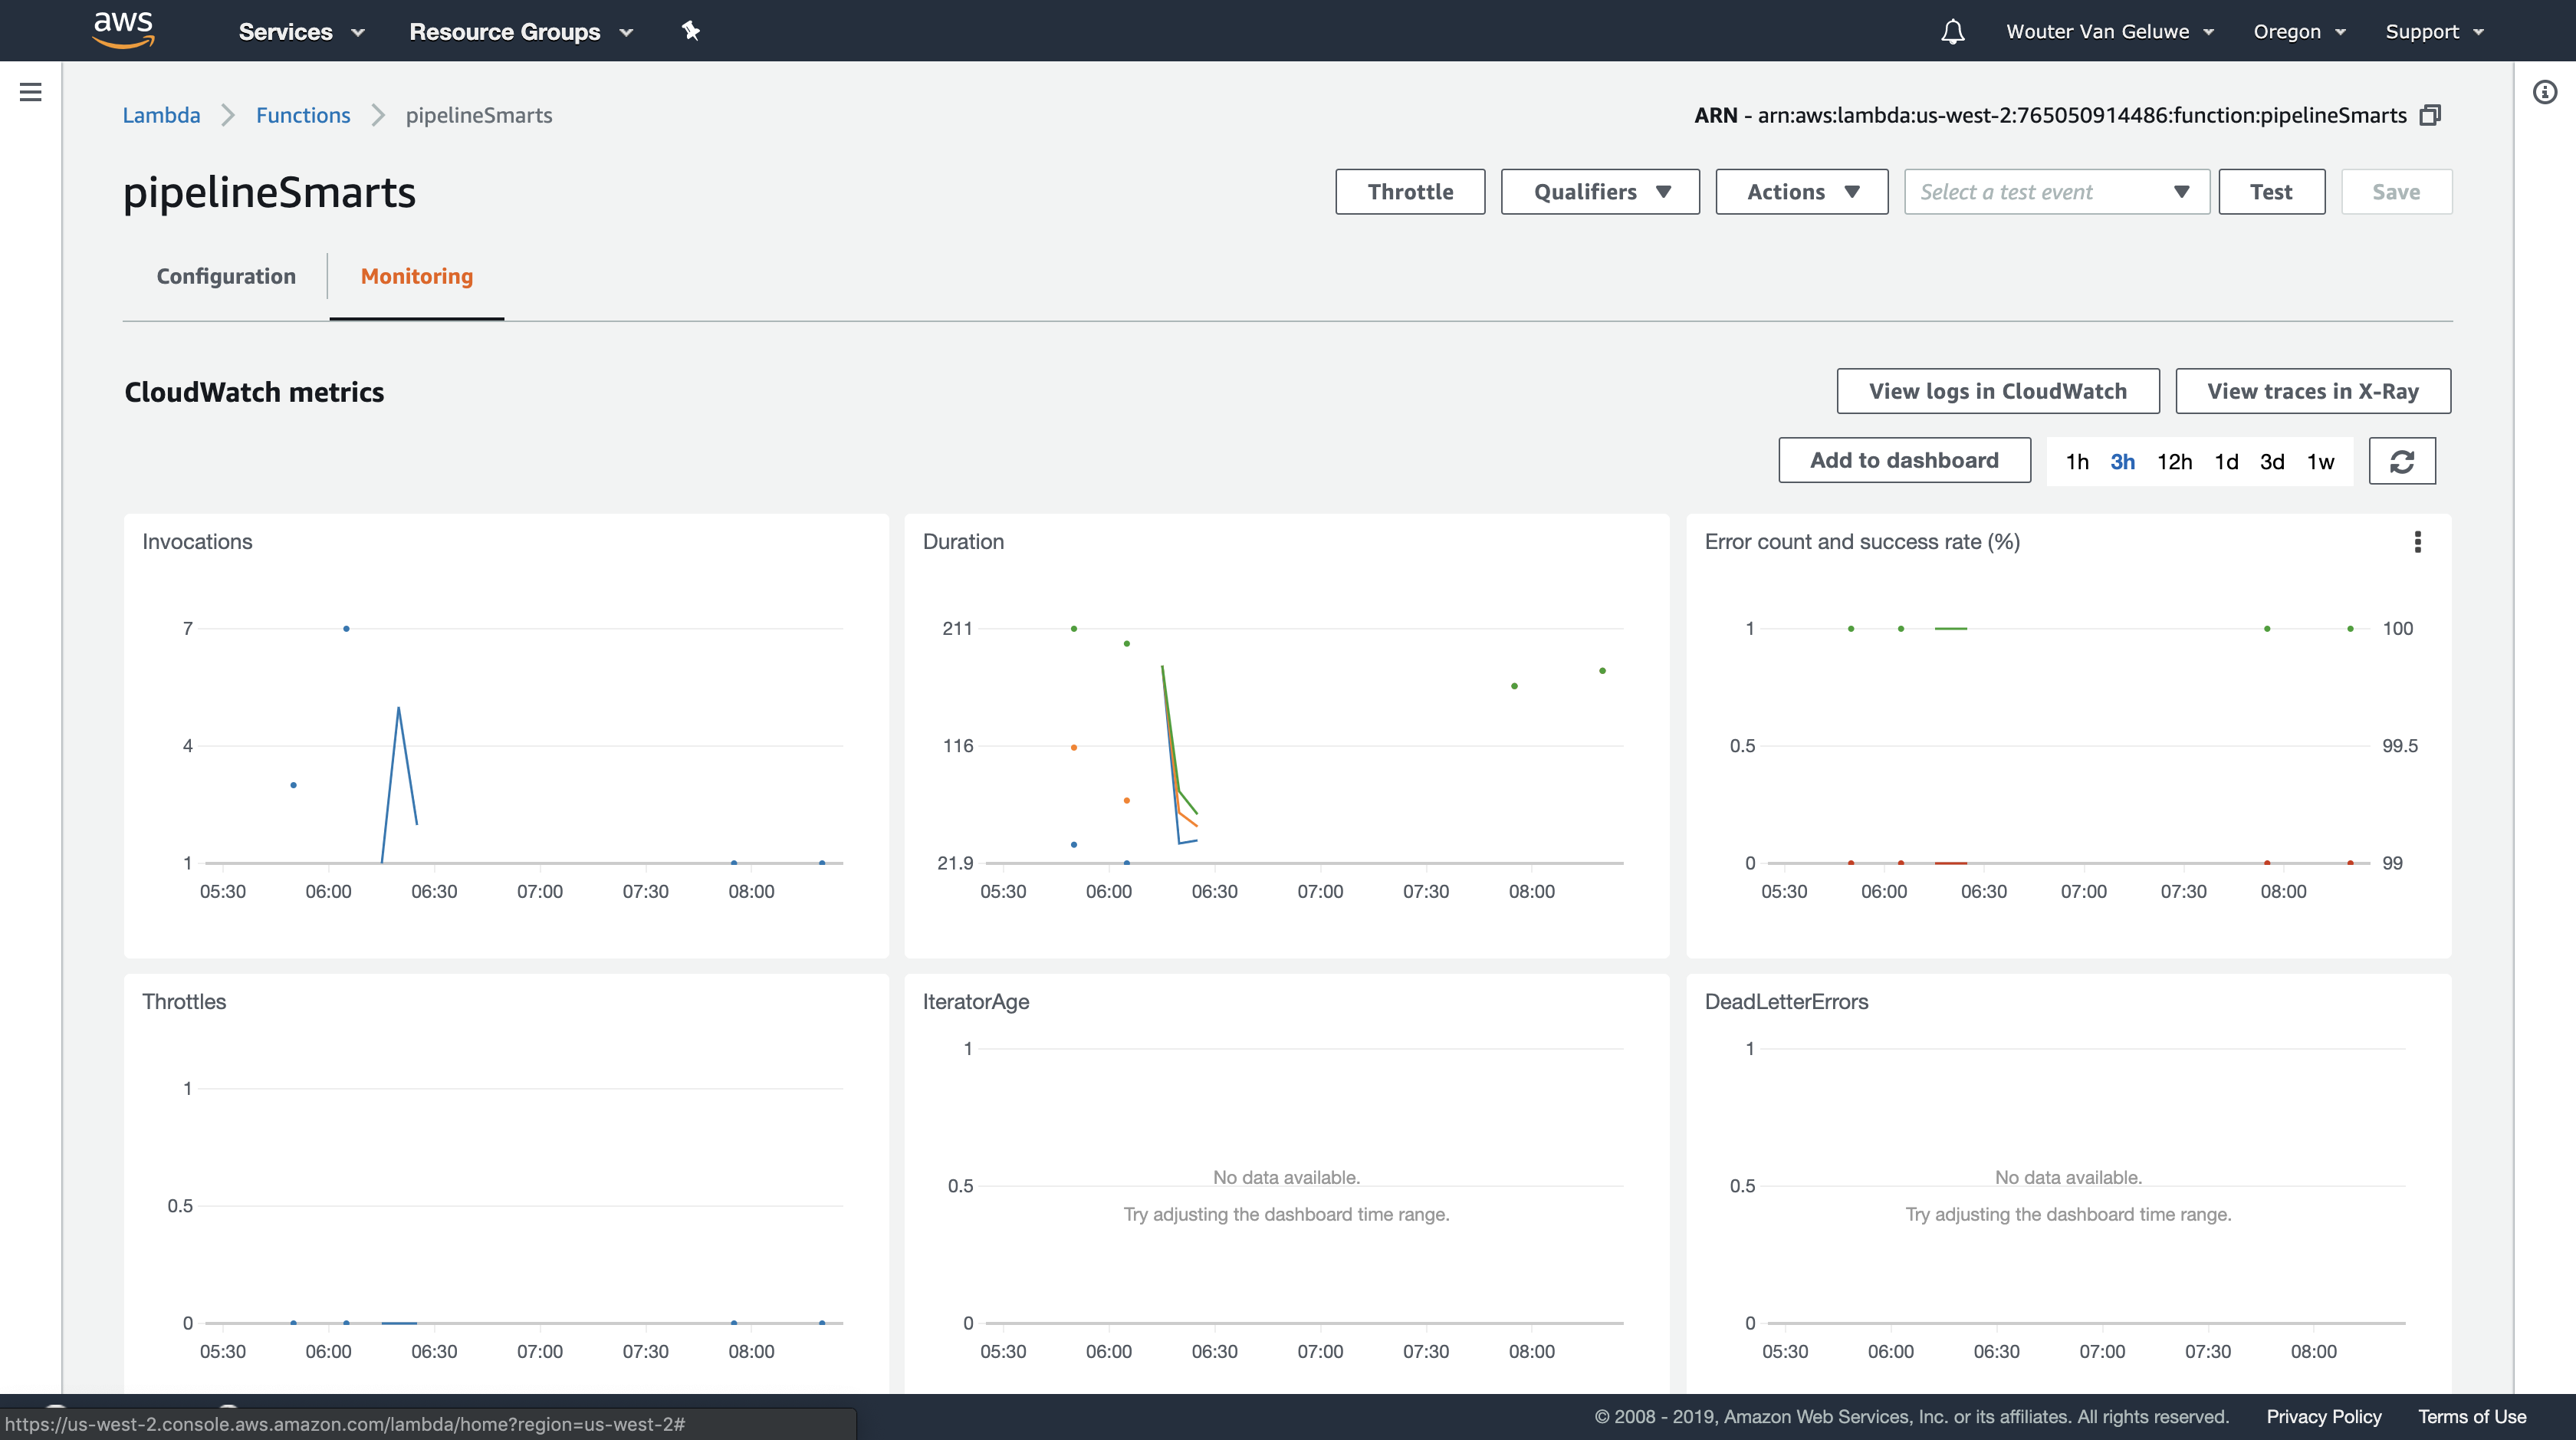 aws Services Resource Groups Wouter Van Geluwe Oregon Support
Lambda Functions pipelineSmarts ARN - arn:aws:lambda:us-west-2:765050914486:function:pipelineSmarts
pipelineSmarts Throttle Qualifiers Actions Select a test event Test Save
Configuration Monitoring
CloudWatch metrics View logs in CloudWatch View traces in X-Ray
Add to dashboard 1h 3h 12h 1d 3d 1w
Invocations
7
4
1
05:30 06:00 06:30 07:00 07:30 08:00
Duration
211
116
21.9
05:30 06:00 06:30 07:00 07:30 08:00
Error count and success rate (%)
1 100
0.5 99.5
0 99
05:30 06:00 06:30 07:00 07:30 08:00
Throttles
1
0.5
0
05:30 06:00 06:30 07:00 07:30 08:00
IteratorAge
1
No data available.
0.5
Try adjusting the dashboard time range.
0
05:30 06:00 06:30 07:00 07:30 08:00
DeadLetterErrors
1
No data available.
0.5
Try adjusting the dashboard time range.
0
05:30 06:00 06:30 07:00 07:30 08:00
https://us-west-2.console.aws.amazon.com/lambda/home?region=us-west-2#
© 2008 - 2019, Amazon Web Services, Inc. or its affiliates. All rights reserved. Privacy Policy Terms of Use